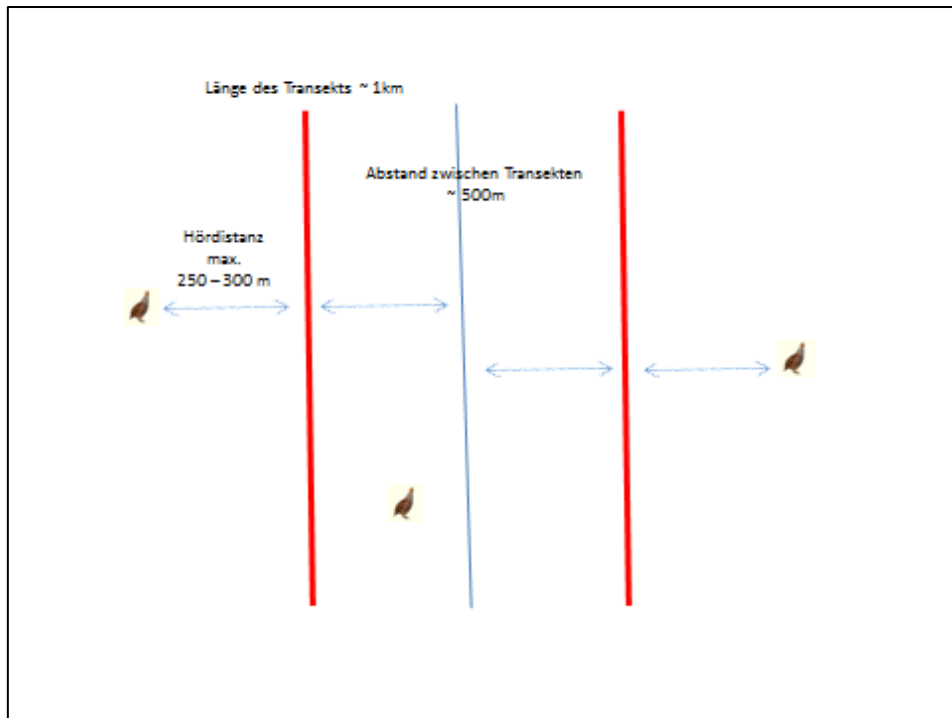 Länge des Transekts ~ 1km
Abstand zwischen Transekten
~ 500m
Hördistanz
max.
250 – 300 m